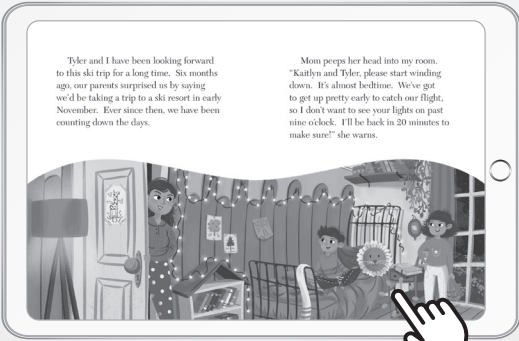 Tyler and I have been looking forward
to this ski trip for a long time.  Six months
ago, our parents surprised us by saying
we'd be taking a trip to a ski resort in early
November.  Ever since then, we have been
counting down the days.
Mom peeps her head into my room.
"Kaitlyn and Tyler, please start winding
down.  It's almost bedtime.  We've got
to get up pretty early to catch our flight,
so I don't want to see your lights on past
nine o'clock.  I'll be back in 20 minutes to
make sure!" she warns.